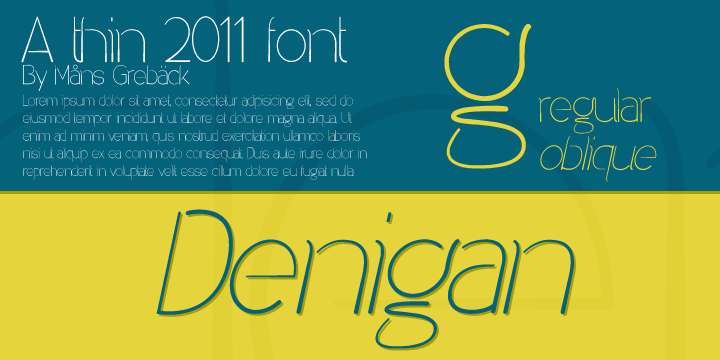 A thin 2011 font
By Måns Grebäck
Lorem ipsum dolor sit amet, consectetur adipisicing elit, sed do
eiusmod tempor incididunt ut labore et dolore magna aliqua. Ut
enim ad minim veniam, quis nostrud exercitation ullamco laboris
nisi ut aliquip ex ea commodo consequat. Duis aute irure dolor in
reprehenderit in voluptate velit esse cillum dolore eu fugiat nulla
g
regular
oblique
Denigan